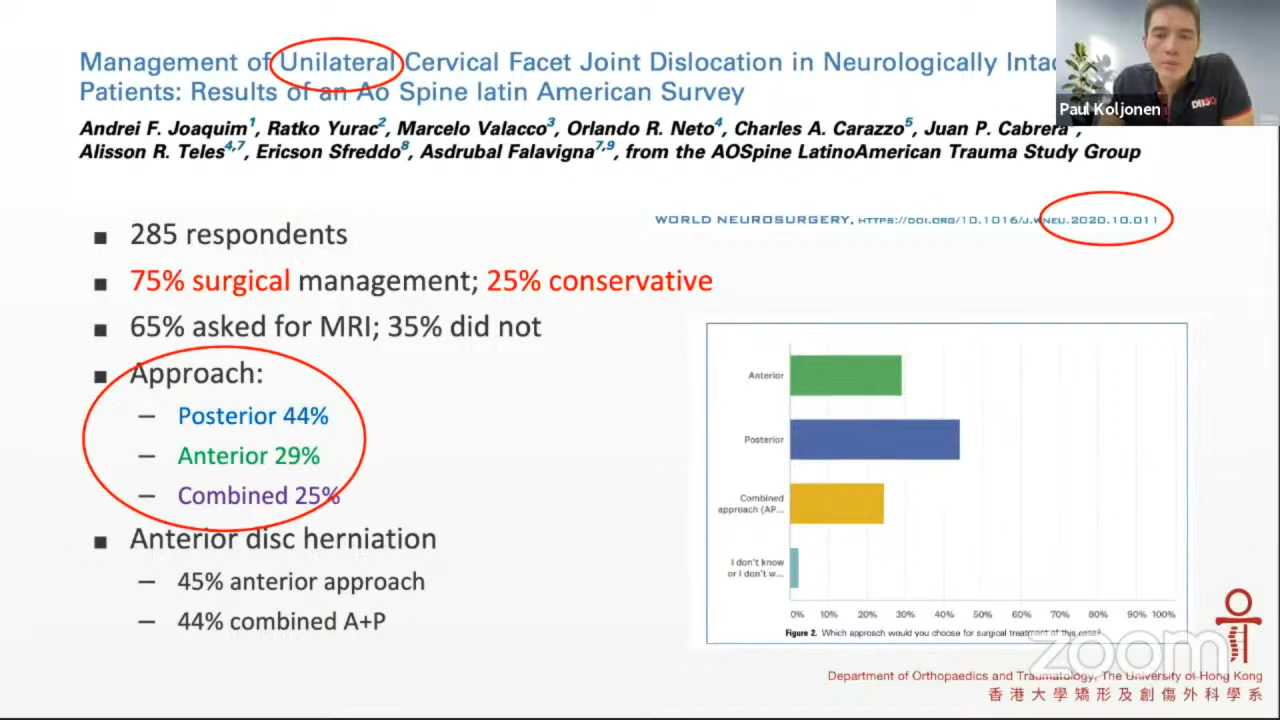 Management of Unilateral Cervical Facet Joint Dislocation in Neurologically Intac
Patients: Results of an Ao Spine latin American Survey
Paul Koljonen
Andrei F. Joaquim1, Ratko Yurac2, Marcelo Valacco3, Orlando R. Neto4, Charles A. Carazzo5, Juan P. Cabrera
Alisson R. Teles4,7, Ericson Sfreddo8, Asdrubal Falavigna7,9, from the AOSpine LatinoAmerican Trauma Study Group
WORLD NEUROSURGERY, HTTPS://DOI.ORG/10.1016/J.WNEU.2020.10.011
■ 285 respondents
■ 75% surgical management; 25% conservative
■ 65% asked for MRI; 35% did not
■ Approach:
– Posterior 44%
– Anterior 29%
– Combined 25%
■ Anterior disc herniation
– 45% anterior approach
– 44% combined A+P
Anterior
Posterior
Combined
approach (AP...
I don't know
or I don't w...
0% 10% 20% 30% 40% 50% 60% 70% 80% 90% 100%
Figure 2. Which approach would you choose for surgical treatment of this case?
zoom
Department of Orthopaedics and Traumatology, The University of Hong Kong
香港大學矯形及創傷外科學系